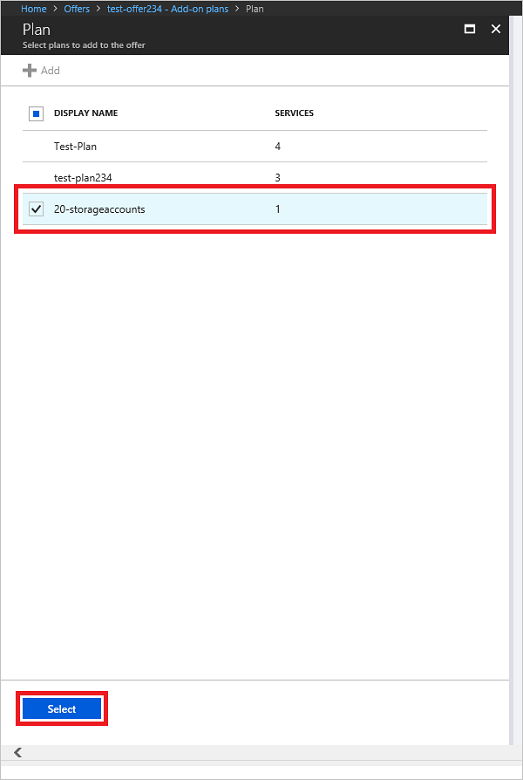 Home > Offers > test-offer234 - Add-on plans > Plan
Plan
Select plans to add to the offer
Add
DISPLAY NAME SERVICES
Test-Plan 4
test-plan234 3
20-storageaccounts 1
Select